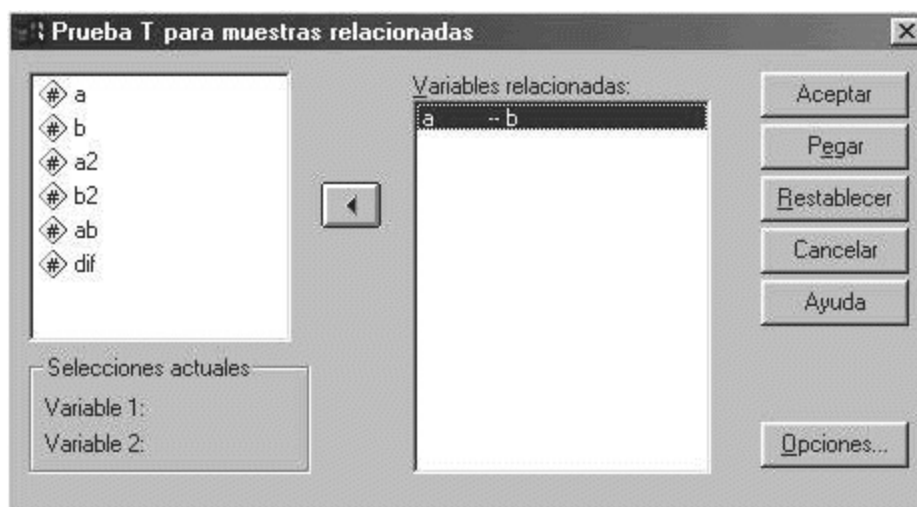 Prueba T para muestras relacionadas
a
b
a2
b2
ab
dif
Variables relacionadas:
a -- b
Aceptar
Pegar
Restablecer
Cancelar
Ayuda
Selecciones actuales
Variable 1:
Variable 2:
Opciones...